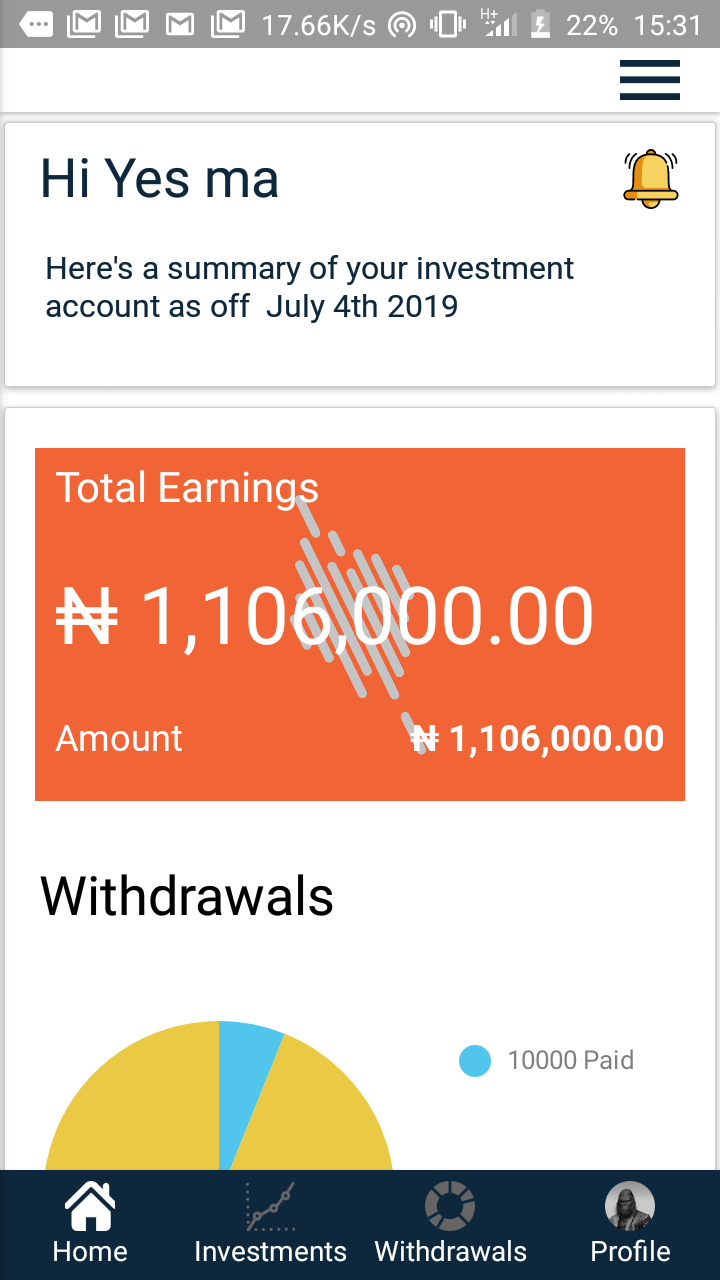 17.66K/s H+ 22% 15:31
Hi Yes ma
Here's a summary of your investment
account as off July 4th 2019
Total Earnings
₦ 1,106,000.00
Amount ₦ 1,106,000.00
Withdrawals
10000 Paid
Home Investments Withdrawals Profile